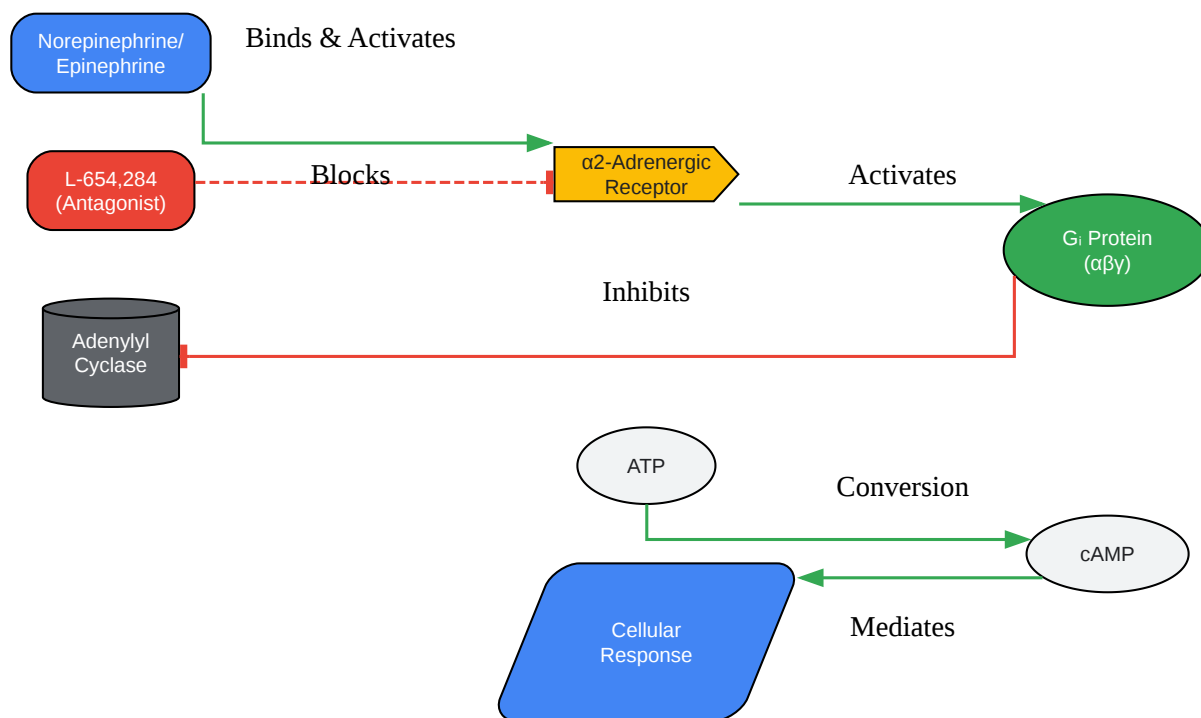 Norepinephrine/
Epinephrine
Binds & Activates
L-654,284
(Antagonist)
Blocks
α2-Adrenergic
Receptor
Activates
Gᵢ Protein
(αβγ)
Inhibits
Adenylyl
Cyclase
ATP
Conversion
cAMP
Mediates
Cellular
Response